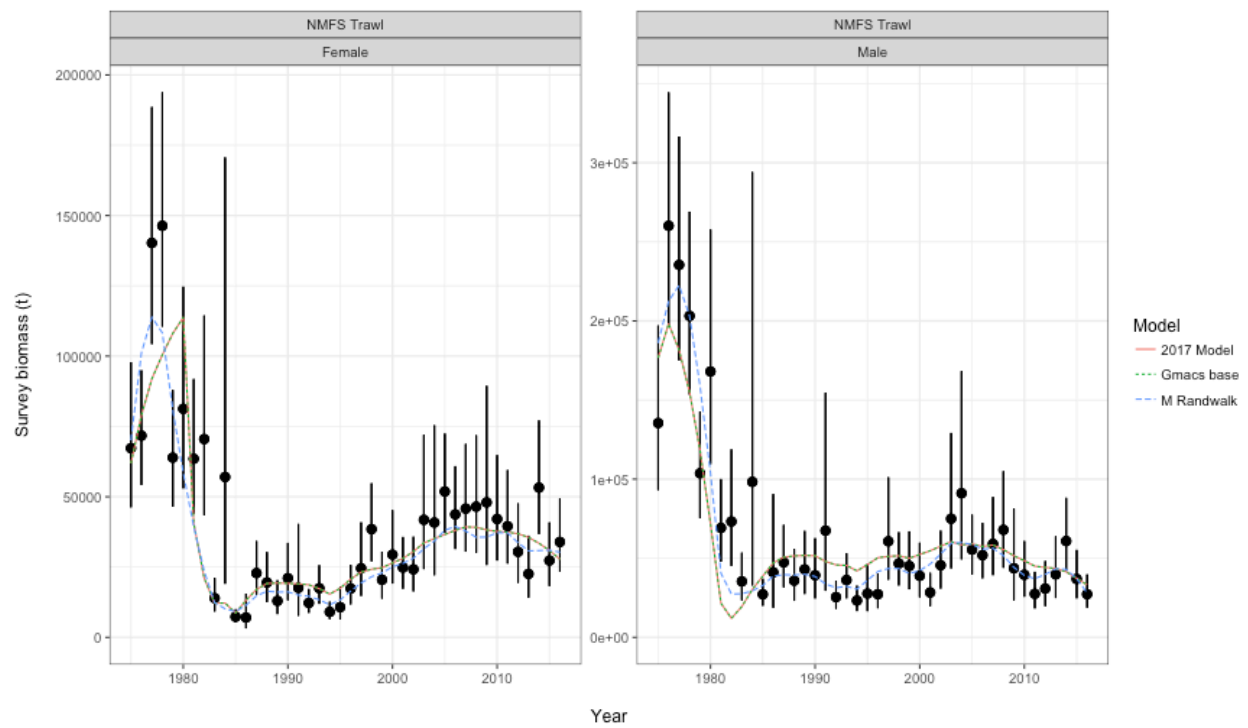 NMFS Trawl
Female
NMFS Trawl
Male
Survey biomass (t)
200000
150000
100000
50000
0
3e+05
2e+05
1e+05
0e+00
1980
1990
2000
2010
1980
1990
2000
2010
Year
Model
2017 Model
Gmacs base
M Randwalk